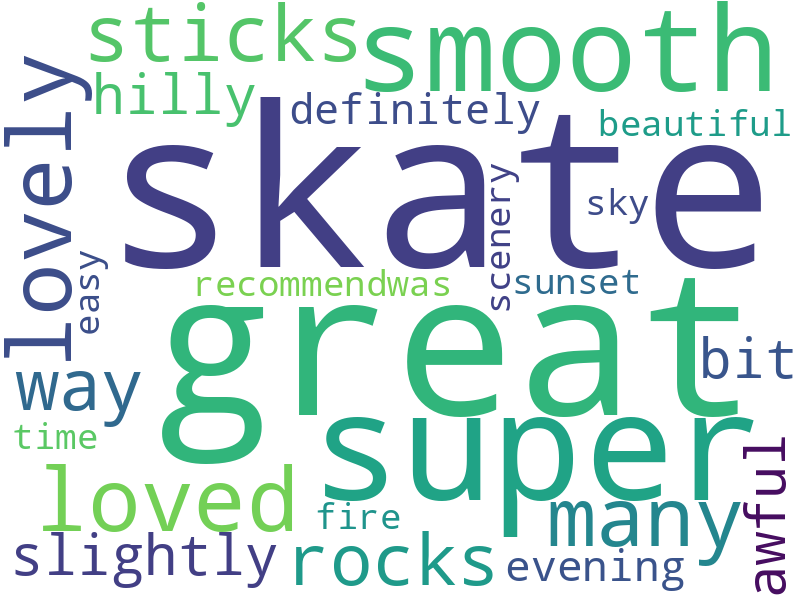 sticks
smooth
hilly
lovely
definitely
beautiful
skate
scenery
sky
easy
recommendwas
sunset
great
way
bit
super
time
loved
many
awful
fire
slightly
rocks
evening